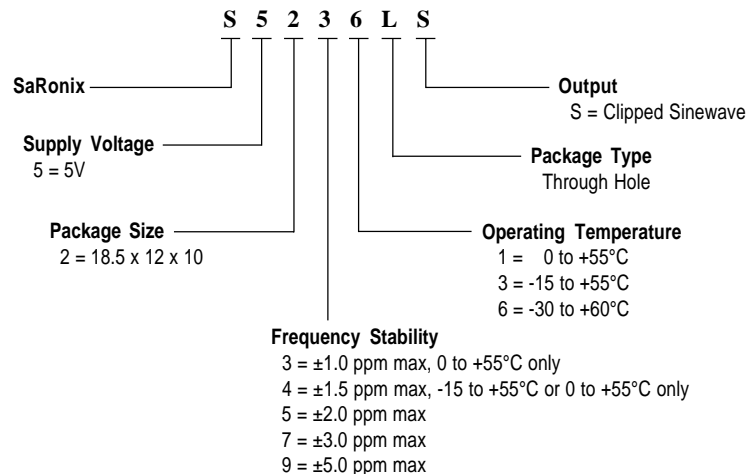 S 5 2 3 6 L S
SaRonix
Output
S = Clipped Sinewave
Supply Voltage
5 = 5V
Package Type
Through Hole
Package Size
2 = 18.5 x 12 x 10
Operating Temperature
1 = 0 to +55°C
3 = -15 to +55°C
6 = -30 to +60°C
Frequency Stability
3 = ±1.0 ppm max, 0 to +55°C only
4 = ±1.5 ppm max, -15 to +55°C or 0 to +55°C only
5 = ±2.0 ppm max
7 = ±3.0 ppm max
9 = ±5.0 ppm max